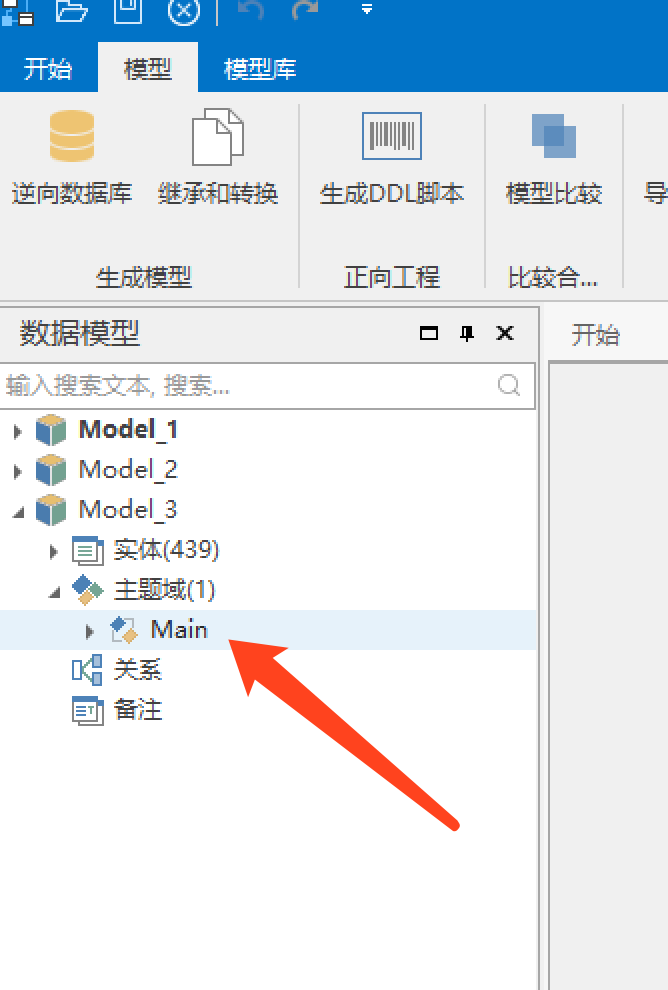 开始 模型 模型库
逆向数据库 继承和转换 生成DDL脚本 模型比较
生成模型 正向工程 比较合...
数据模型 开始
输入搜索文本, 搜索...
Model_1
Model_2
Model_3
实体(439)
主题域(1)
Main
关系
备注